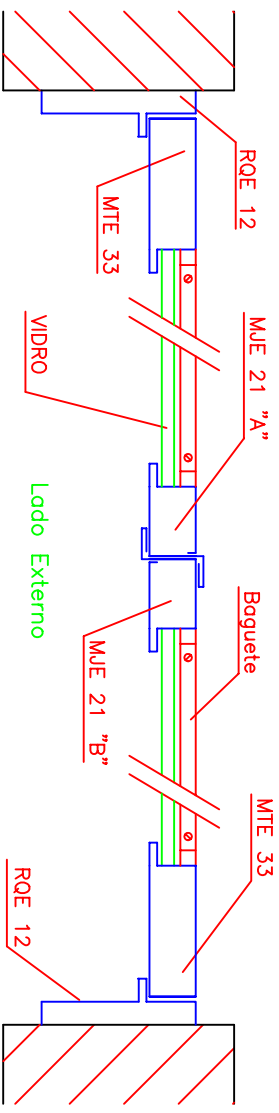 RQE 12
MTE 33
MJE 21 "A"
VIDRO
Lado Externo
Baguete
MJE 21 "B"
MTE 33
RQE 12